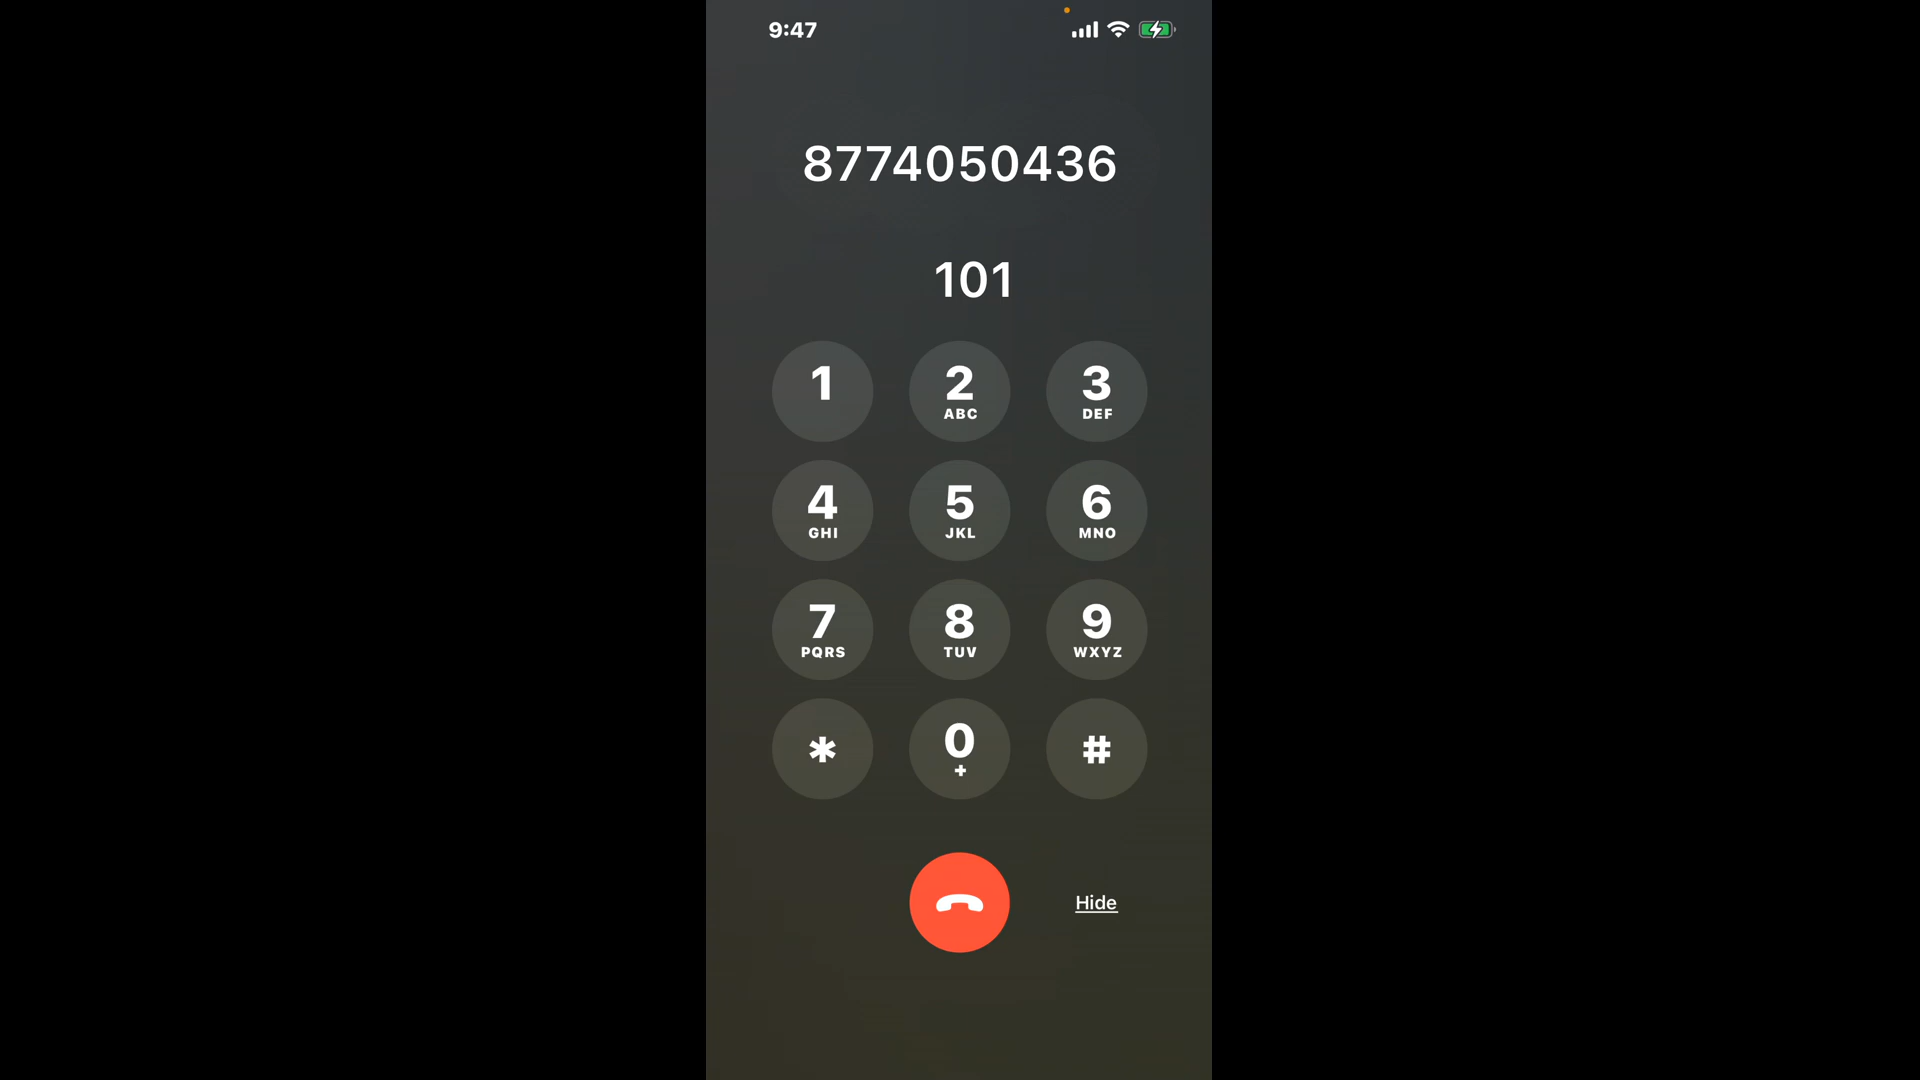 9:47
8774050436
101
1 2 3
ABC DEF
4 5 6
GHI JKL MNO
7 8 9
PQRS TUV WXYZ
* 0 #
+
Hide